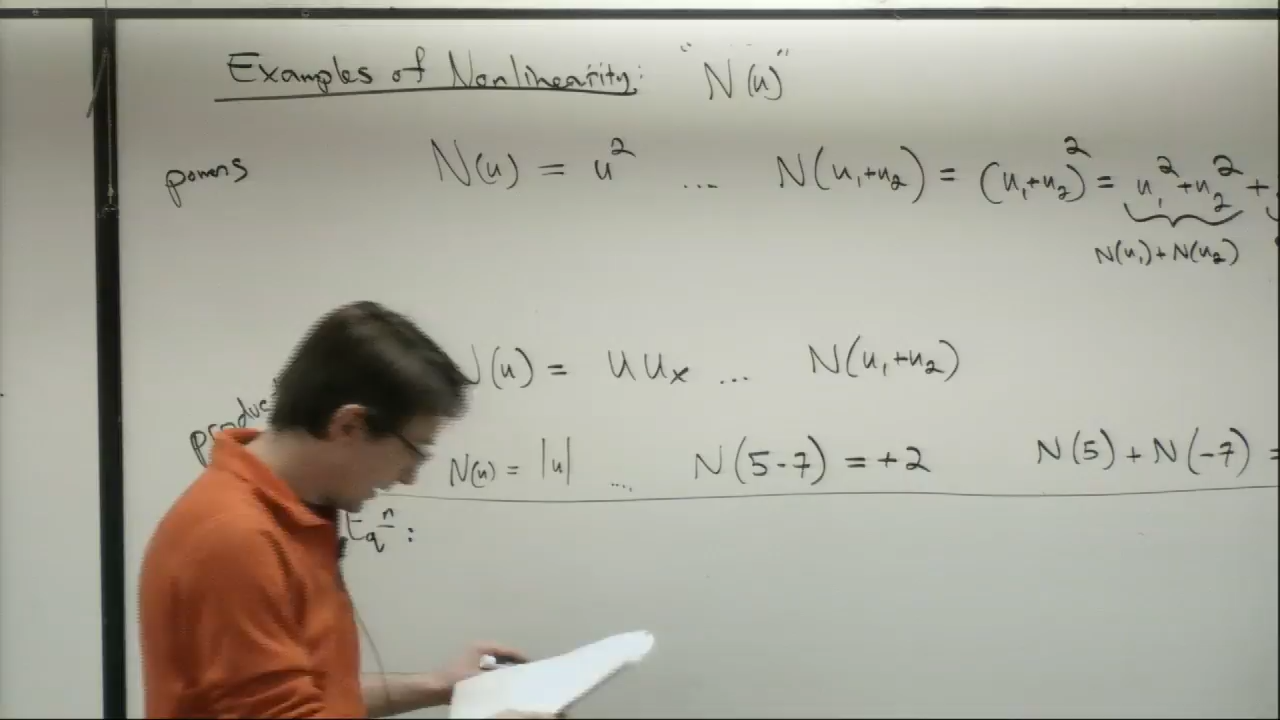 Examples of Nonlinearity: "N(u)"
powers N(u) = u² ... N(u₁+u₂) = (u₁+u₂)² = u₁²+u₂² +
N(u₁)+N(u₂)
N(u) = u uₓ ... N(u₁+u₂)
N(u) = |u| .... N(5-7) = +2 N(5) + N(-7) =
Eqⁿ: